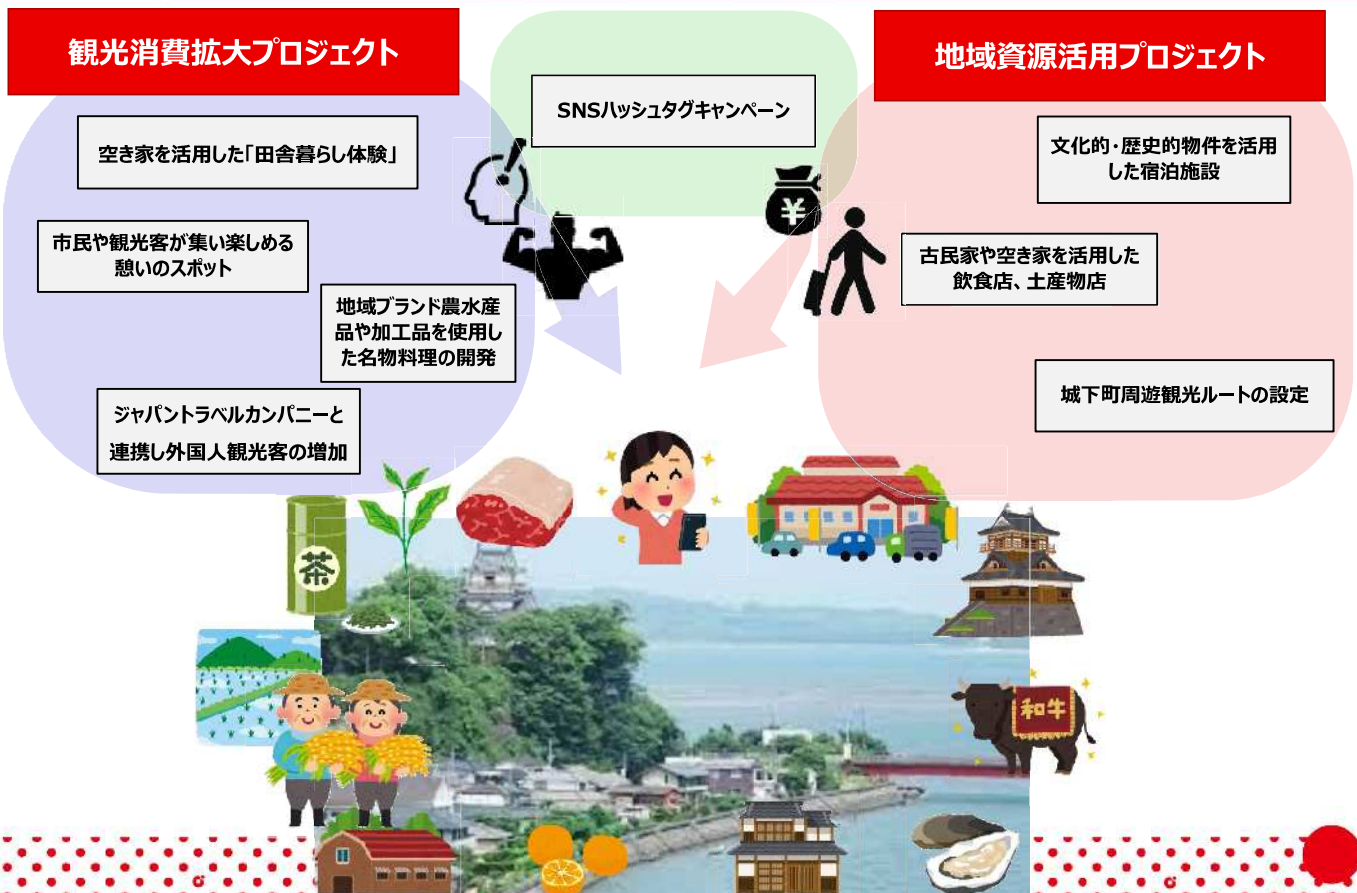 観光消費拡大プロジェクト
地域資源活用プロジェクト
SNSハッシュタグキャンペーン
空き家を活用した「田舎暮らし体験」
市民や観光客が集い楽しめる
憩いのスポット
地域ブランド農水産
品や加工品を使用し
た名物料理の開発
ジャパントラベルカンパニーと
連携し外国人観光客の増加
文化的・歴史的物件を活用
した宿泊施設
古民家や空き家を活用した
飲食店、土産物店
城下町周遊観光ルートの設定
¥
茶
和牛